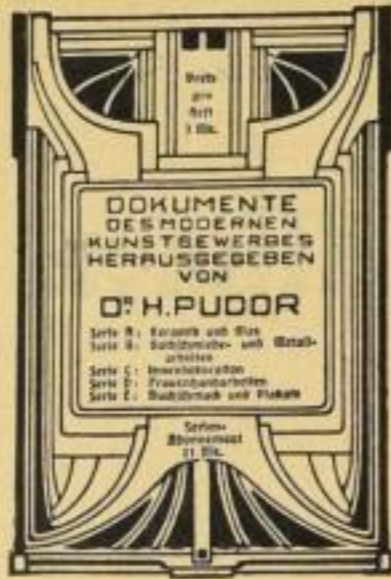 Preis
pro
Heft
1 Mk.
DOKUMENTE
DES MODERNEN
KUNSTGEWERBES
HERAUSGEGEBEN
VON
DR. H. PUDOR
Serie A: Keramik und Glas
Serie B: Goldschmiede- und Metall-
arbeiten
Serie C: Innendekoration
Serie D: Frauenhandarbeiten
Serie E: Buchschmuck und Plakate
Serien-
Abonnement
11 Mk.